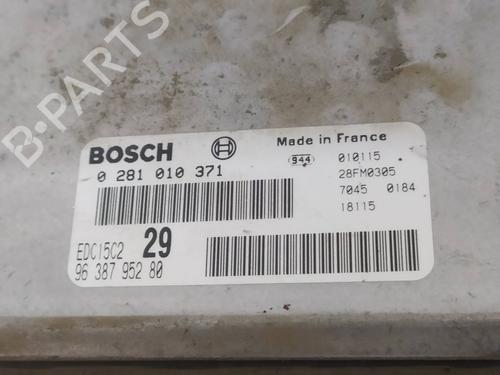 B-PARTS
BOSCH
Made in France
0 281 010 371
944
010115
28FM0305
7045 0184
18115
EDC15C2 29
96 387 952 80